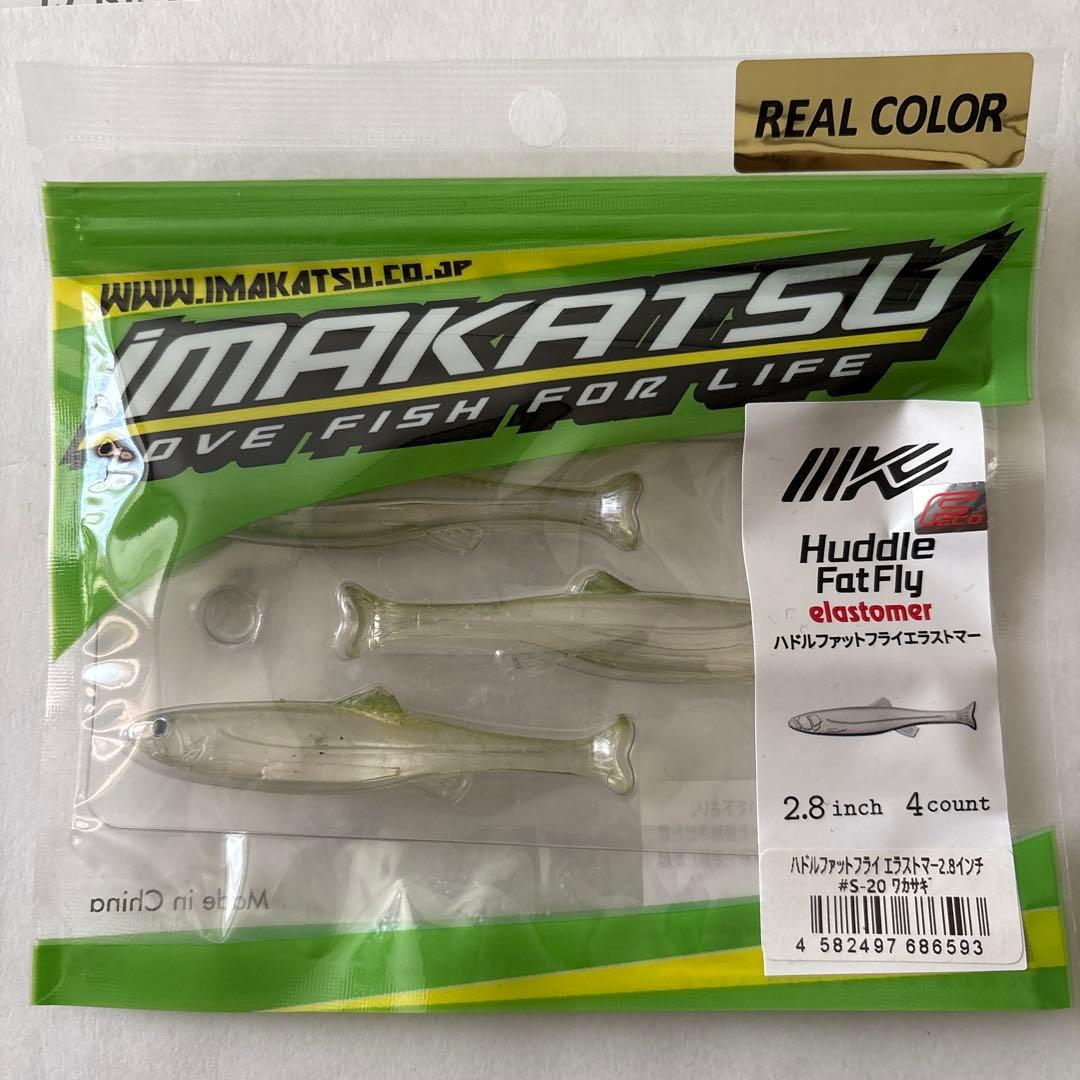 REAL COLOR
WWW.IMAKATSU.CO.JP
iMAKATSU
LOVE FISH FOR LIFE
IK
FECO
Huddle
FatFly
elastomer
ハドルファットフライエラストマー
2.8 inch 4 count
ハドルファットフライ エラストマー2.8インチ
#S-20 ワカサギ
4 582497 686593
Made in China